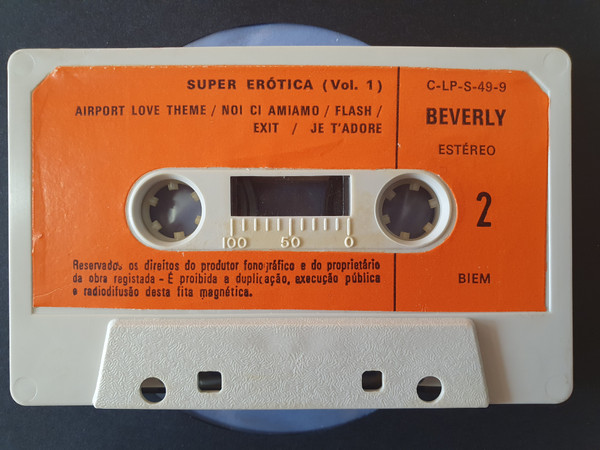 SUPER ERÓTICA (Vol. 1)
AIRPORT LOVE THEME / NOI CI AMIAMO / FLASH /
EXIT / JE T'ADORE
C-LP-S-49-9
BEVERLY
ESTÉREO
2
BIEM
100 50 0
Reservados os direitos do produtor fonográfico e do proprietário
da obra registada - É proibida a duplicação, execução pública
e radiodifusão desta fita magnética.